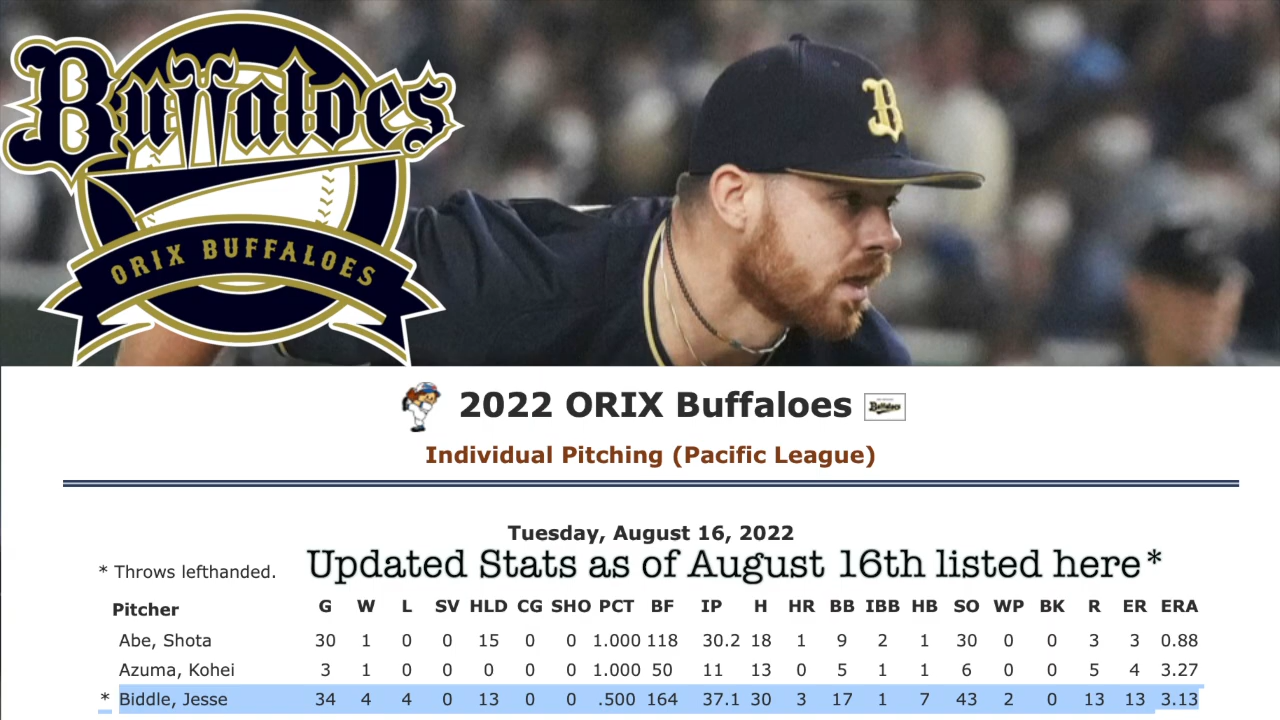 Buffaloes
ORIX BUFFALOES
B
2022 ORIX Buffaloes
Individual Pitching (Pacific League)
Tuesday, August 16, 2022
Updated Stats as of August 16th listed here*
* Throws lefthanded.
Pitcher G W L SV HLD CG SHO PCT BF IP H HR BB IBB HB SO WP BK R ER ERA
Abe, Shota 30 1 0 0 15 0 0 1.000 118 30.2 18 1 9 2 1 30 0 0 3 3 0.88
Azuma, Kohei 3 1 0 0 0 0 0 1.000 50 11 13 0 5 1 1 6 0 0 5 4 3.27
* Biddle, Jesse 34 4 4 0 13 0 0 .500 164 37.1 30 3 17 1 7 43 2 0 13 13 3.13